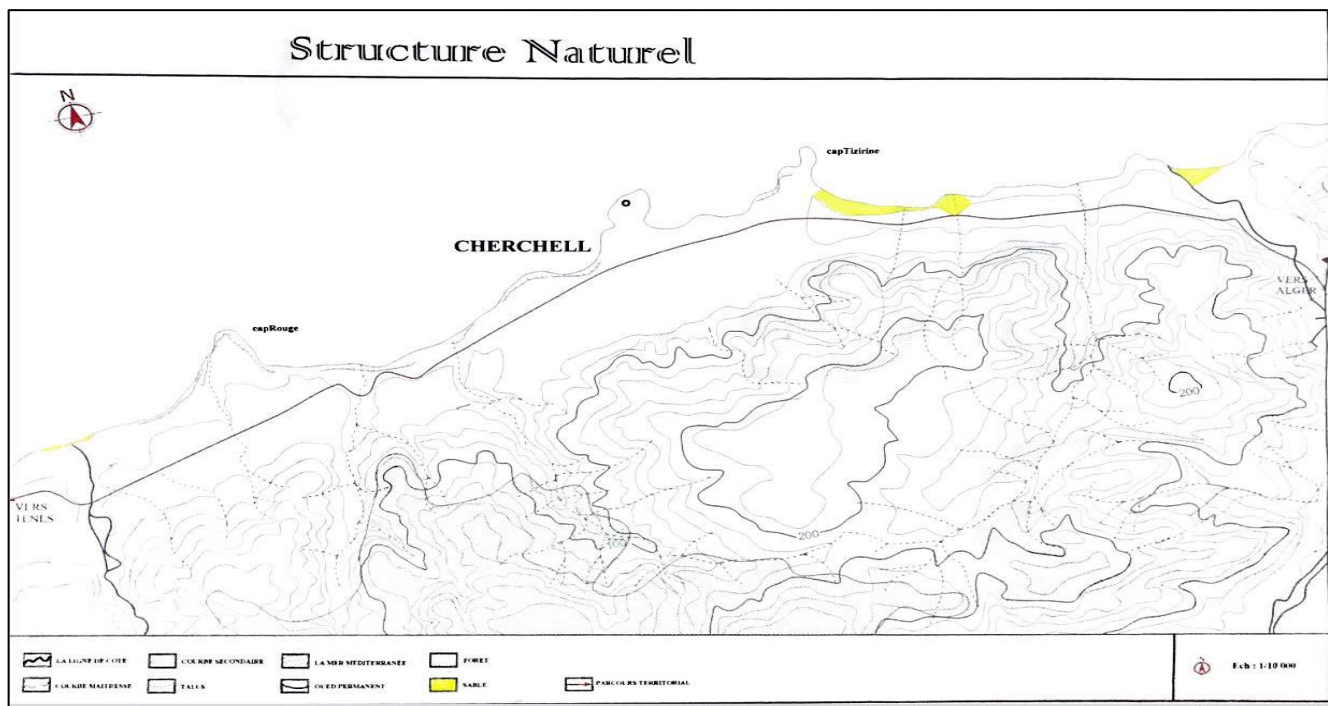 Structure Naturel
N
capTizirine
CHERCHELL
VERS
ALGER
capRouge
200
VERS
TENES
200
LA LIGNE DE COTE
COURBE SECONDAIRE
LA MER MÉDITERRANÉE
FORET
COURBE MAITRESSE
TALUS
OUED PERMANENT
SABLE
PARCOURS TERRITORIAL
Ech : 1/10 000